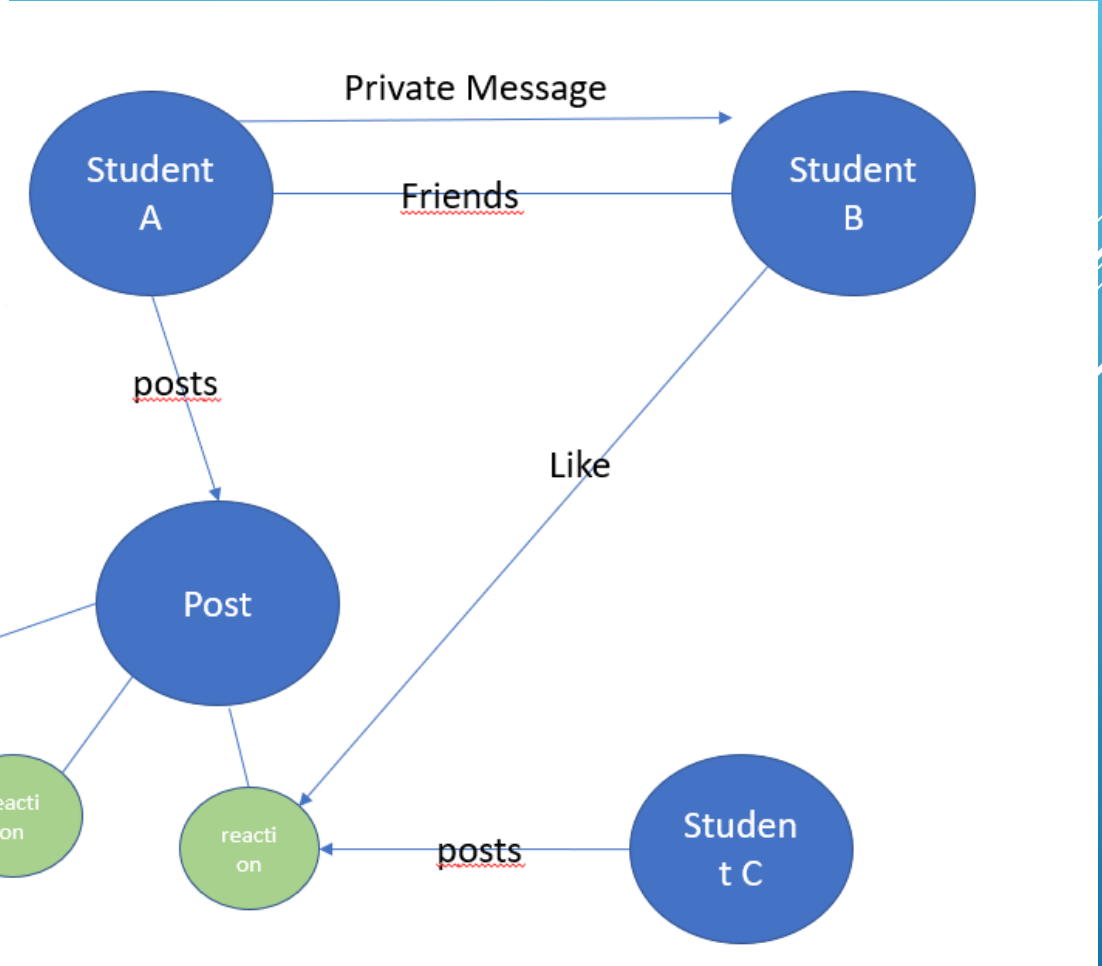 Private Message
Student
A
Friends
Student
B
posts
Like
Post
eacti
on
reacti
on
posts
Studen
t C